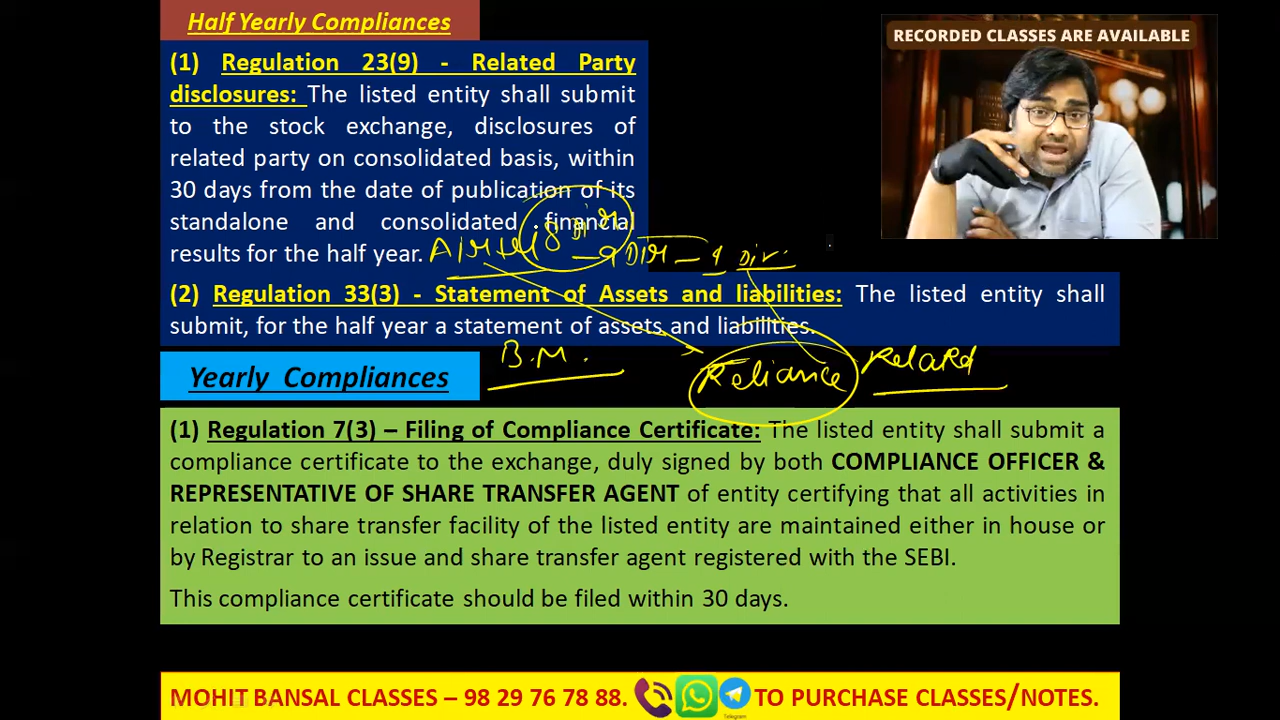 Half Yearly Compliances
RECORDED CLASSES ARE AVAILABLE
(1) Regulation 23(9) - Related Party
disclosures: The listed entity shall submit
to the stock exchange, disclosures of
related party on consolidated basis, within
30 days from the date of publication of its
standalone and consolidated financial
results for the half year.
Airtel 8 Dir
9 DIR - 1 Dir.
(2) Regulation 33(3) - Statement of Assets and liabilities: The listed entity shall
submit, for the half year a statement of assets and liabilities.
B.M.
Reliance
Yearly Compliances
(1) Regulation 7(3) – Filing of Compliance Certificate: The listed entity shall submit a
compliance certificate to the exchange, duly signed by both COMPLIANCE OFFICER &
REPRESENTATIVE OF SHARE TRANSFER AGENT of entity certifying that all activities in
relation to share transfer facility of the listed entity are maintained either in house or
by Registrar to an issue and share transfer agent registered with the SEBI.
This compliance certificate should be filed within 30 days.
MOHIT BANSAL CLASSES – 98 29 76 78 88. TO PURCHASE CLASSES/NOTES.
Telegram